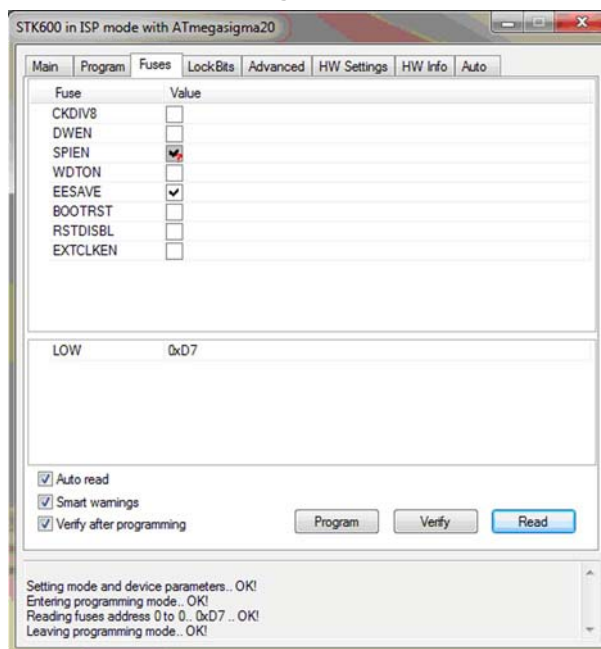 STK600 in ISP mode with ATmegasigma20
Main Program Fuses LockBits Advanced HW Settings HW Info Auto
Fuse Value
CKDIV8
DWEN
SPIEN
WDTON
EESAVE
BOOTRST
RSTDISBL
EXTCLKEN
LOW 0xD7
Auto read
Smart warnings
Verify after programming
Program Verify Read
Setting mode and device parameters.. OK!
Entering programming mode.. OK!
Reading fuses address 0 to 0.. 0xD7 .. OK!
Leaving programming mode.. OK!